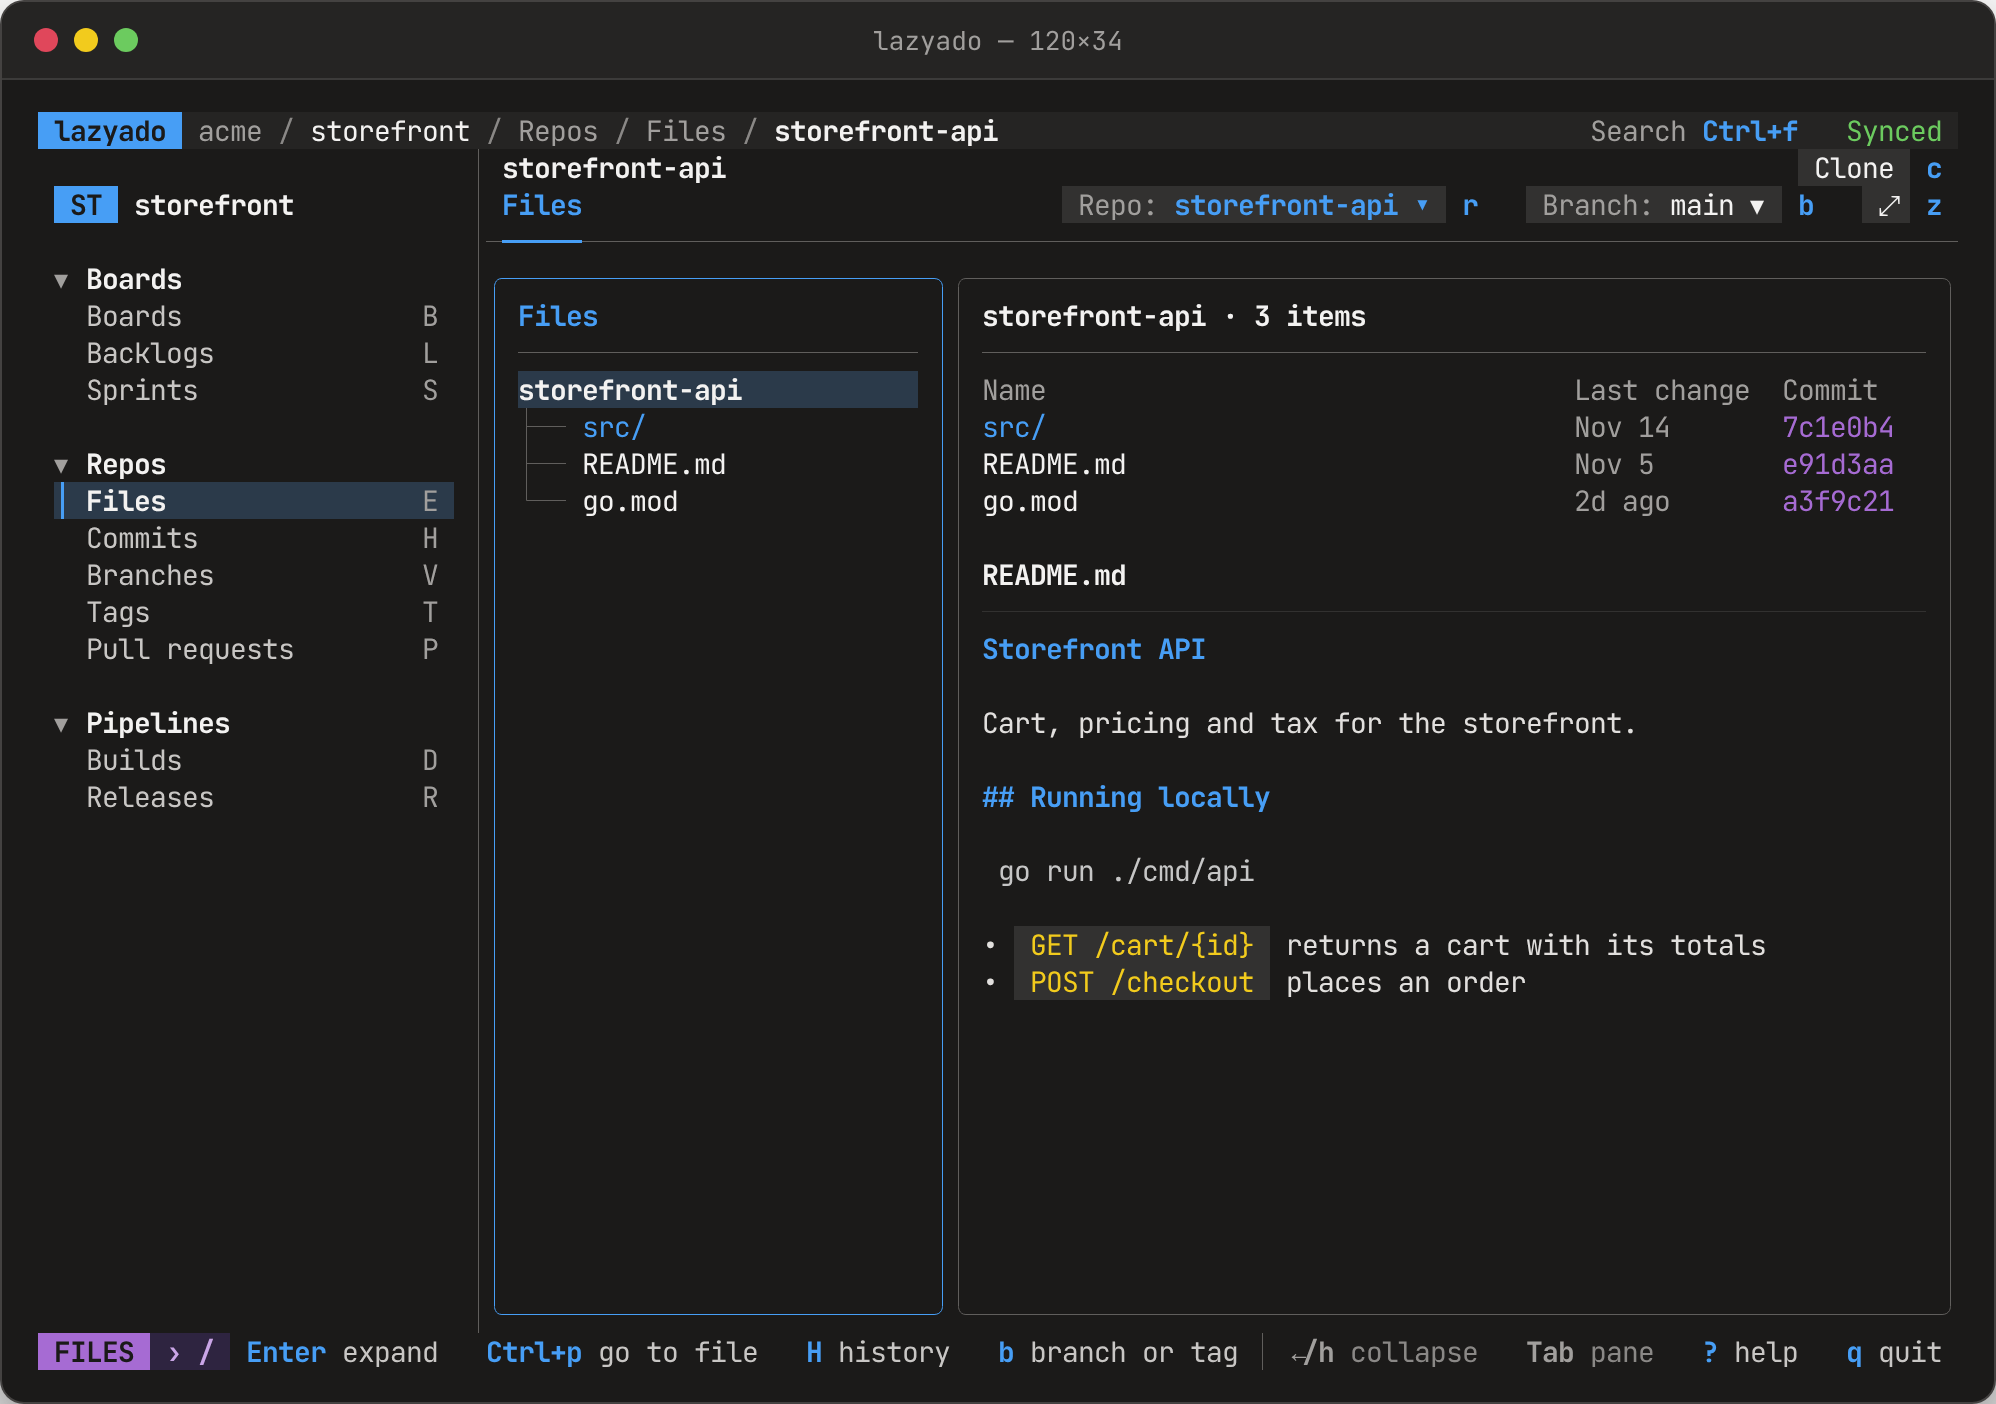 lazyado — 120×34
lazyado acme / storefront / Repos / Files / storefront-api Search Ctrl+f Synced
storefront-api Clone c
ST storefront
Files Repo: storefront-api ▾ r Branch: main ▼ b ⤢ z
▼ Boards
Boards B
Backlogs L
Sprints S
▼ Repos
Files E
Commits H
Branches V
Tags T
Pull requests P
▼ Pipelines
Builds D
Releases R
Files
storefront-api
src/
README.md
go.mod
storefront-api · 3 items
Name Last change Commit
src/ Nov 14 7c1e0b4
README.md Nov 5 e91d3aa
go.mod 2d ago a3f9c21
README.md
Storefront API
Cart, pricing and tax for the storefront.
## Running locally
go run ./cmd/api
• GET /cart/{id} returns a cart with its totals
• POST /checkout places an order
FILES › / Enter expand Ctrl+p go to file H history b branch or tag │ ←/h collapse Tab pane ? help q quit